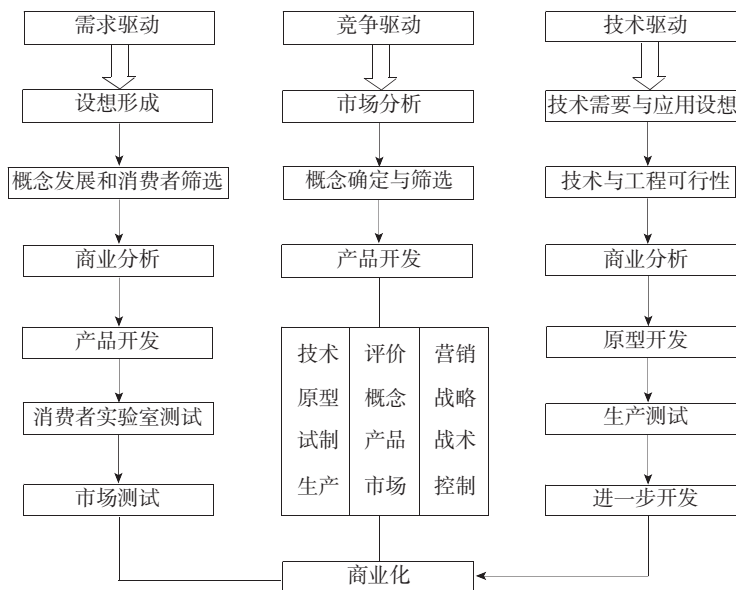 需求驱动
竞争驱动
技术驱动
设想形成
市场分析
技术需要与应用设想
概念发展和消费者筛选
概念确定与筛选
技术与工程可行性
商业分析
产品开发
商业分析
产品开发
原型开发
技术 评价 营销
原型 概念 战略
试制 产品 战术
生产 市场 控制
消费者实验室测试
生产测试
市场测试
进一步开发
商业化